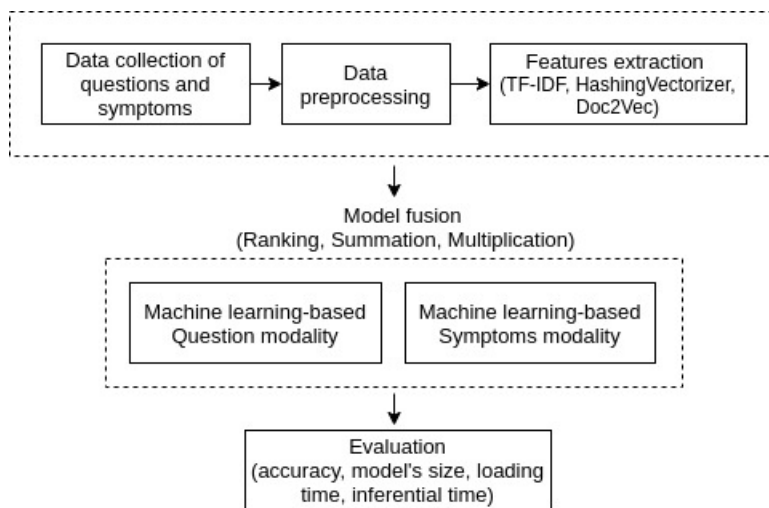 Data collection of
questions and
symptoms
Data
preprocessing
Features extraction
(TF-IDF, HashingVectorizer,
Doc2Vec)
Model fusion
(Ranking, Summation, Multiplication)
Machine learning-based
Question modality
Machine learning-based
Symptoms modality
Evaluation
(accuracy, model's size, loading
time, inferential time)